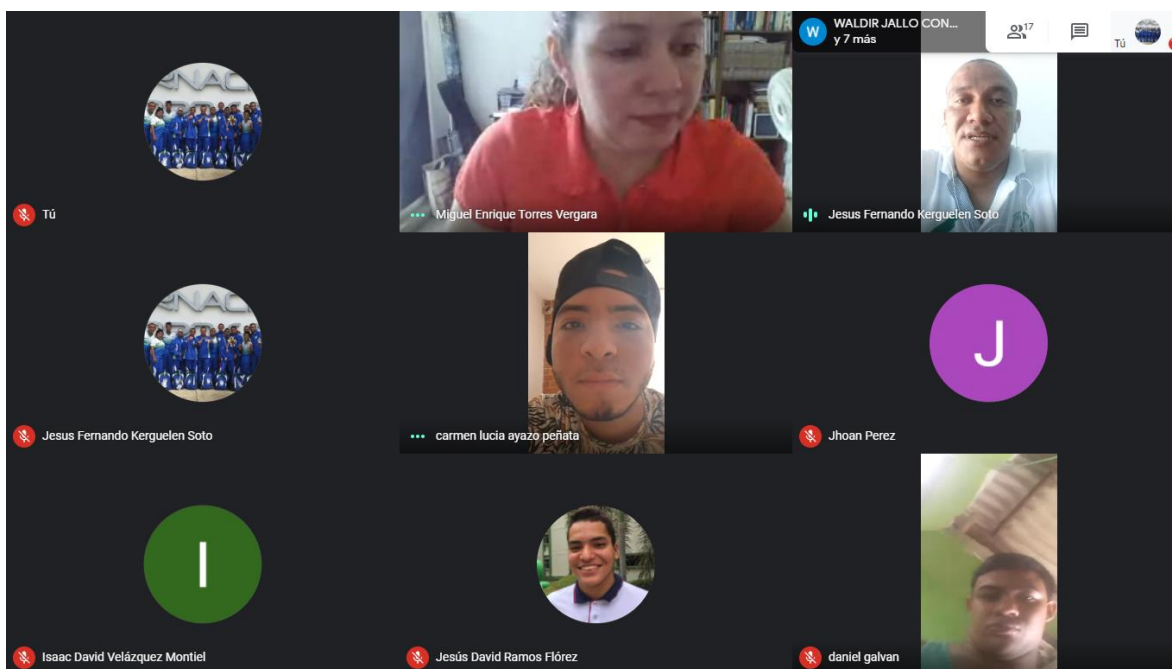 W
WALDIR JALLO CON...
y 7 más
17
Tú
Tú
Miguel Enrique Torres Vergara
Jesus Fernando Kerguelen Soto
Jesus Fernando Kerguelen Soto
carmen lucia ayazo peñata
J
Jhoan Perez
I
Isaac David Velázquez Montiel
Jesús David Ramos Flórez
daniel galvan